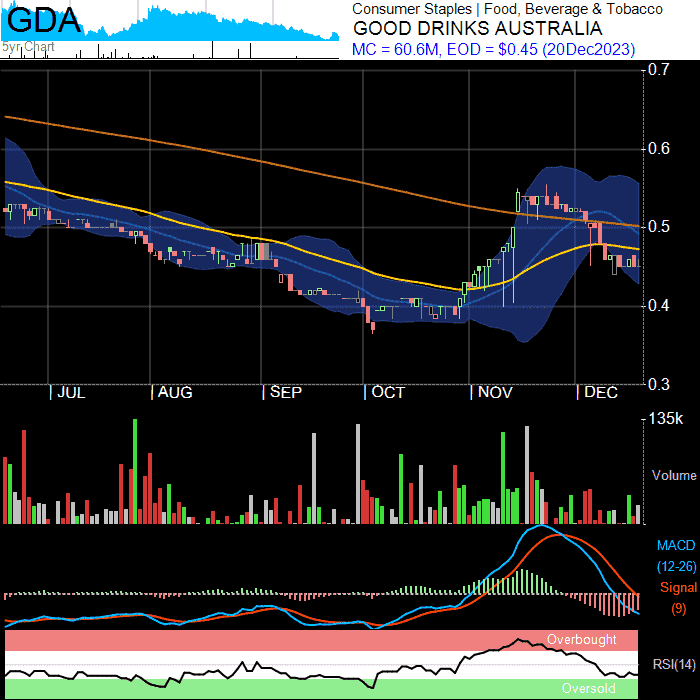 GDA
5yr Chart
Consumer Staples | Food, Beverage & Tobacco
GOOD DRINKS AUSTRALIA
MC = 60.6M, EOD = $0.45 (20Dec2023)
0.7
0.6
0.5
0.4
0.3
| JUL | AUG | SEP | OCT | NOV | DEC
135k
Volume
MACD
(12-26)
Signal
(9)
Overbought
RSI(14)
Oversold